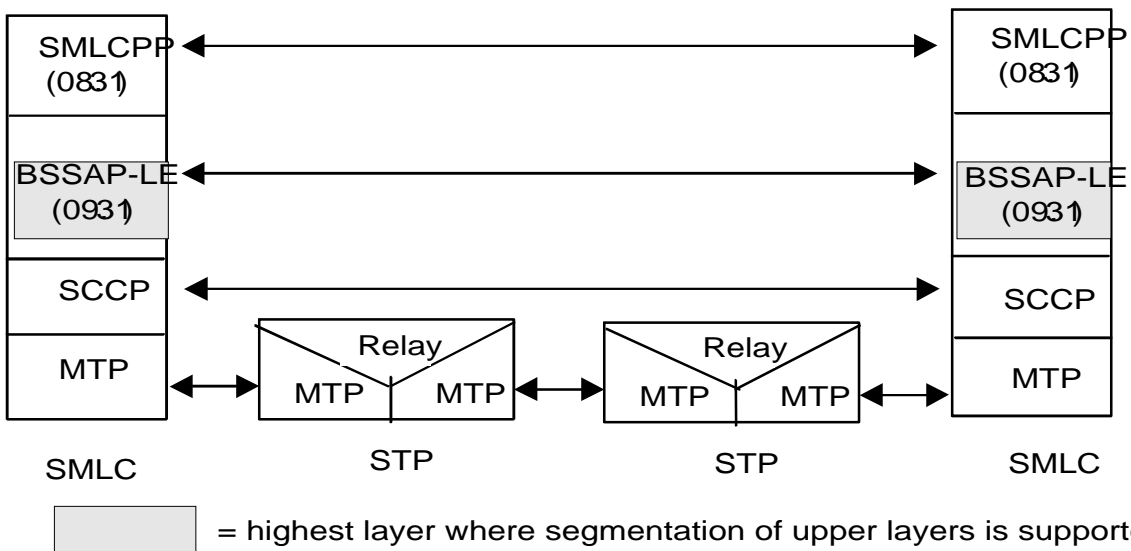 SMLCPP
(0831)
SMLCPP
(0831)
BSSAP-LE
(0931)
BSSAP-LE
(0931)
SCCP
SCCP
MTP
Relay
MTP
MTP
Relay
MTP
MTP
MTP
SMLC
STP
STP
SMLC
= highest layer where segmentation of upper layers is support